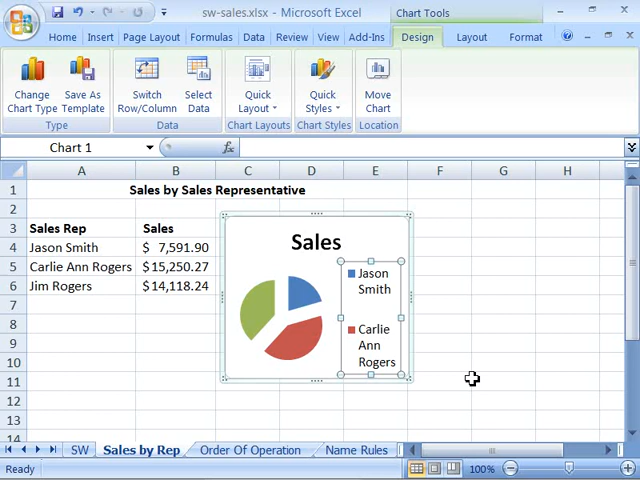 sw-sales.xlsx - Microsoft Excel
Chart Tools
Home Insert Page Layout Formulas Data Review View Add-Ins Design Layout Format
Change Chart Type
Save As Template
Switch Row/Column
Select Data
Quick Layout
Quick Styles
Move Chart
Type Data Chart Layouts Chart Styles Location
Chart 1 fx
A B C D E F G H
1 Sales by Sales Representative
2
3 Sales Rep Sales
4 Jason Smith $ 7,591.90
5 Carlie Ann Rogers $15,250.27
6 Jim Rogers $14,118.24
7
8
9
10
11
12
13
14
Sales
Jason
Smith
Carlie
Ann
Rogers
SW Sales by Rep Order Of Operation Name Rules
Ready 100%